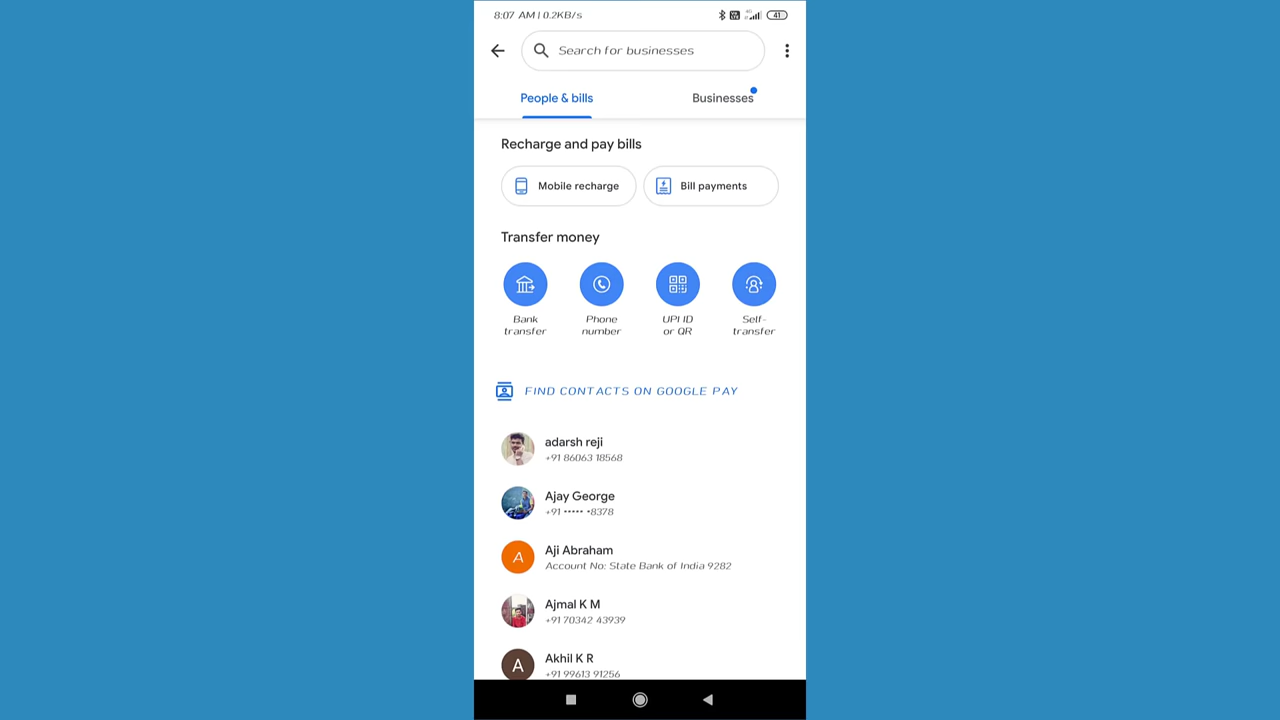 8:07 AM | 0.2KB/s
4G
41
Search for businesses
People & bills
Businesses
Recharge and pay bills
Mobile recharge
Bill payments
Transfer money
Bank transfer
Phone number
UPI ID or QR
Self-transfer
FIND CONTACTS ON GOOGLE PAY
adarsh reji
+91 86063 18568
Ajay George
+91 ••••• •8378
A
Aji Abraham
Account No: State Bank of India 9282
Ajmal K M
+91 70342 43939
A
Akhil K R
+91 99613 91256